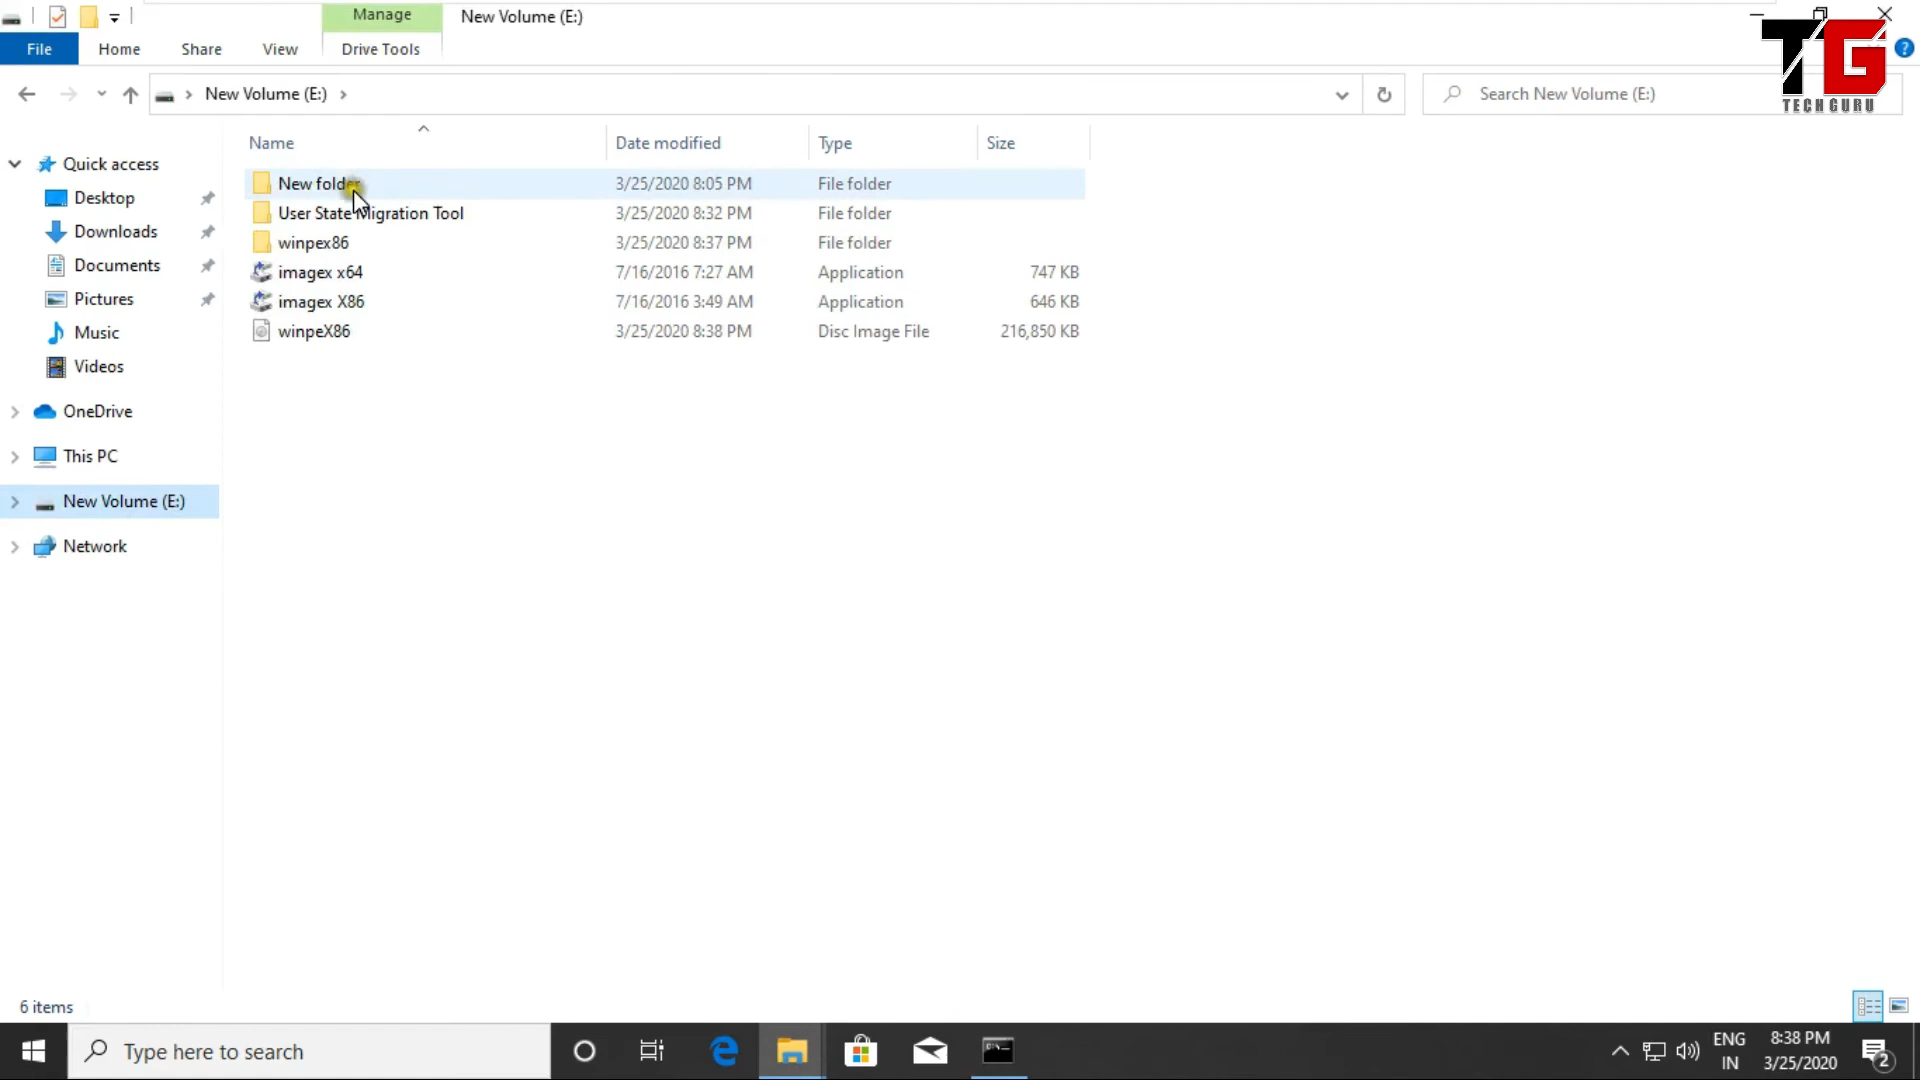 Manage
New Volume (E:)
File
Home
Share
View
Drive Tools
TG
TECH GURU
New Volume (E:)
Search New Volume (E:)
Name
Date modified
Type
Size
Quick access
Desktop
Downloads
Documents
Pictures
Music
Videos
OneDrive
This PC
New Volume (E:)
Network
New folder 3/25/2020 8:05 PM File folder
User State Migration Tool 3/25/2020 8:32 PM File folder
winpex86 3/25/2020 8:37 PM File folder
imagex x64 7/16/2016 7:27 AM Application 747 KB
imagex X86 7/16/2016 3:49 AM Application 646 KB
winpeX86 3/25/2020 8:38 PM Disc Image File 216,850 KB
6 items
Type here to search
ENG
IN
8:38 PM
3/25/2020
2